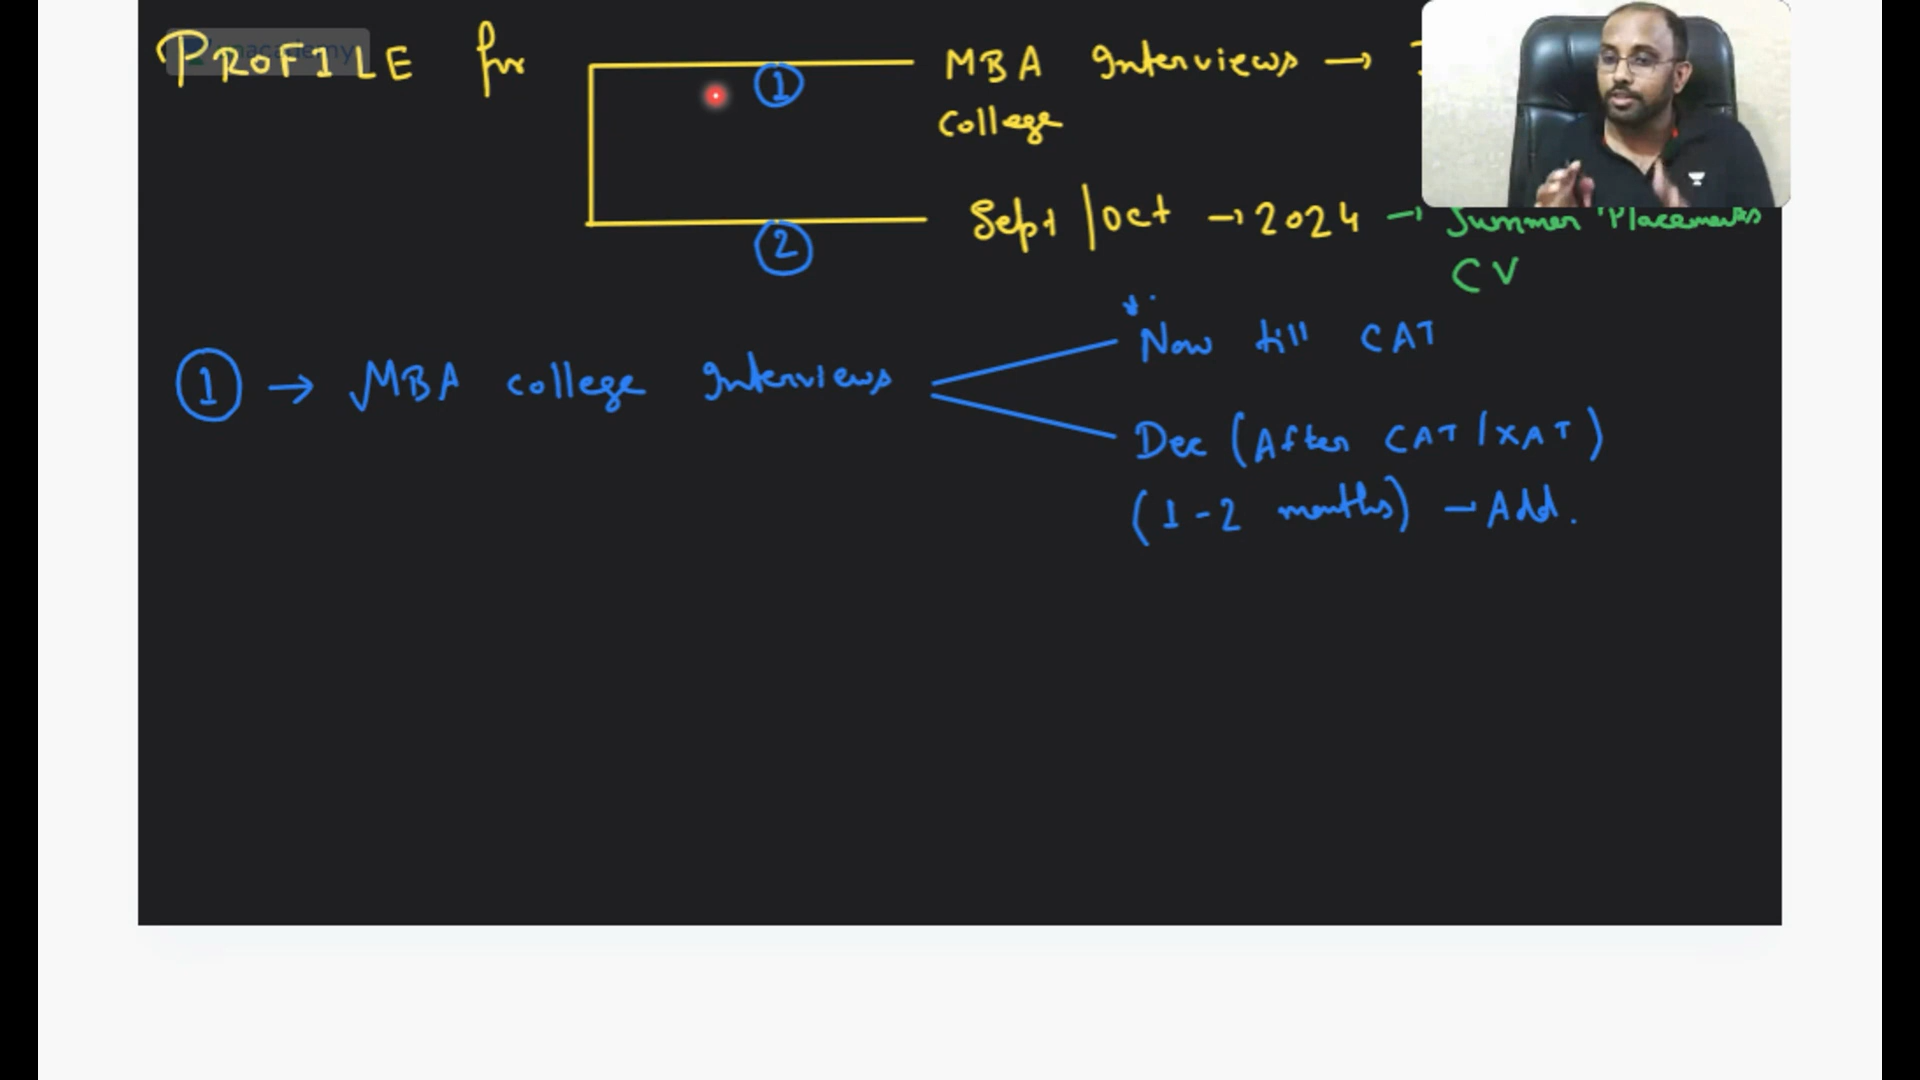 PROFILE for
① MBA Interviews →
College
② Sept/Oct → 2024 → Summer Placements
CV
① → MBA college Interviews
Now till CAT
Dec (After CAT/XAT)
(1-2 months) - Add.